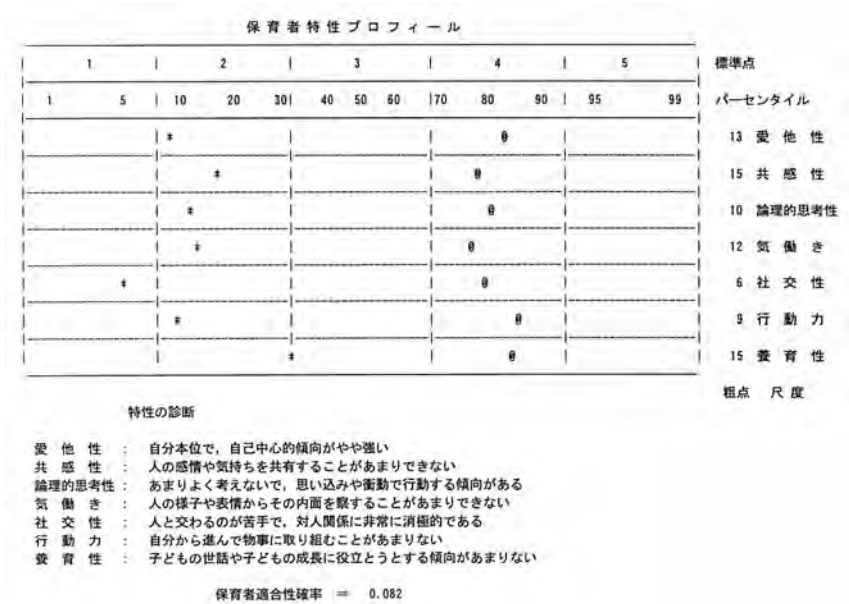 保育者特性プロフィール
1 2 3 4 5 標準点
1 5 10 20 30 40 50 60 70 80 90 95 99 パーセンタイル
* @ 13 愛他性
* @ 15 共感性
* @ 10 論理的思考性
* @ 12 気働き
* @ 6 社交性
* @ 9 行動力
* @ 15 養育性
粗点 尺度
特性の診断
愛他性 : 自分本位で，自己中心的傾向がやや強い
共感性 : 人の感情や気持ちを共有することがあまりできない
論理的思考性 : あまりよく考えないで，思い込みや衝動で行動する傾向がある
気働き : 人の様子や表情からその内面を察することがあまりできない
社交性 : 人と交わるのが苦手で，対人関係に非常に消極的である
行動力 : 自分から進んで物事に取り組むことがあまりない
養育性 : 子どもの世話や子どもの成長に役立とうとする傾向があまりない
保育者適合性確率 ＝ 0.082